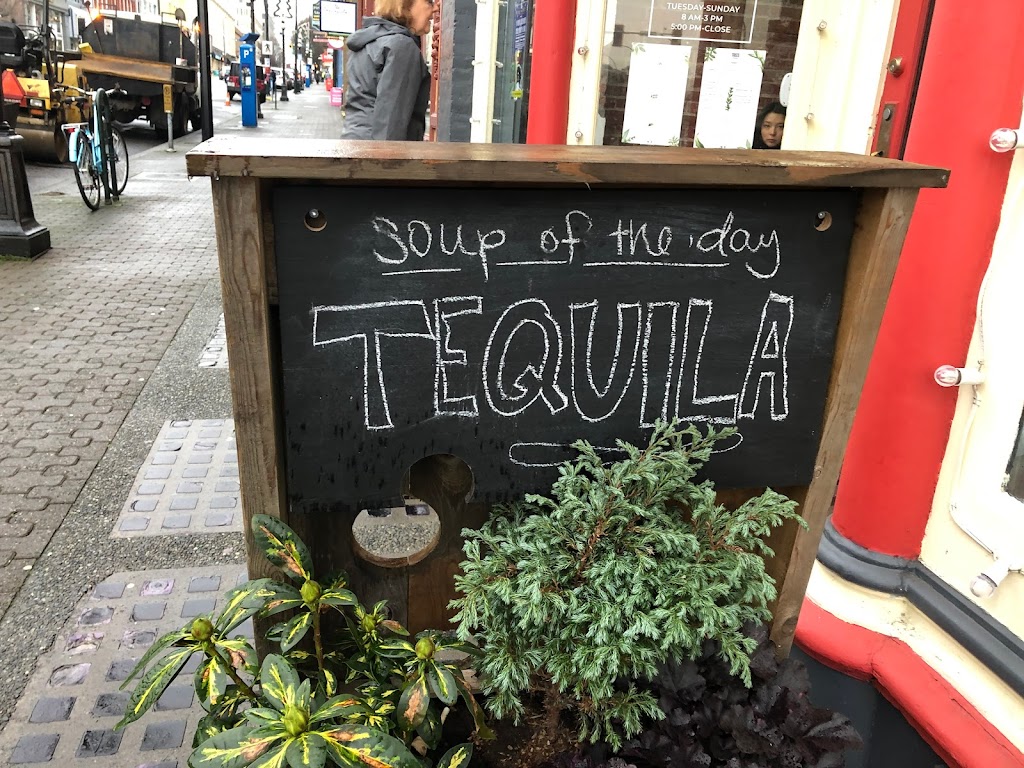 TUESDAY-SUNDAY
8 AM-3 PM
5:00 PM-CLOSE
P
soup of the day
TEQUILA